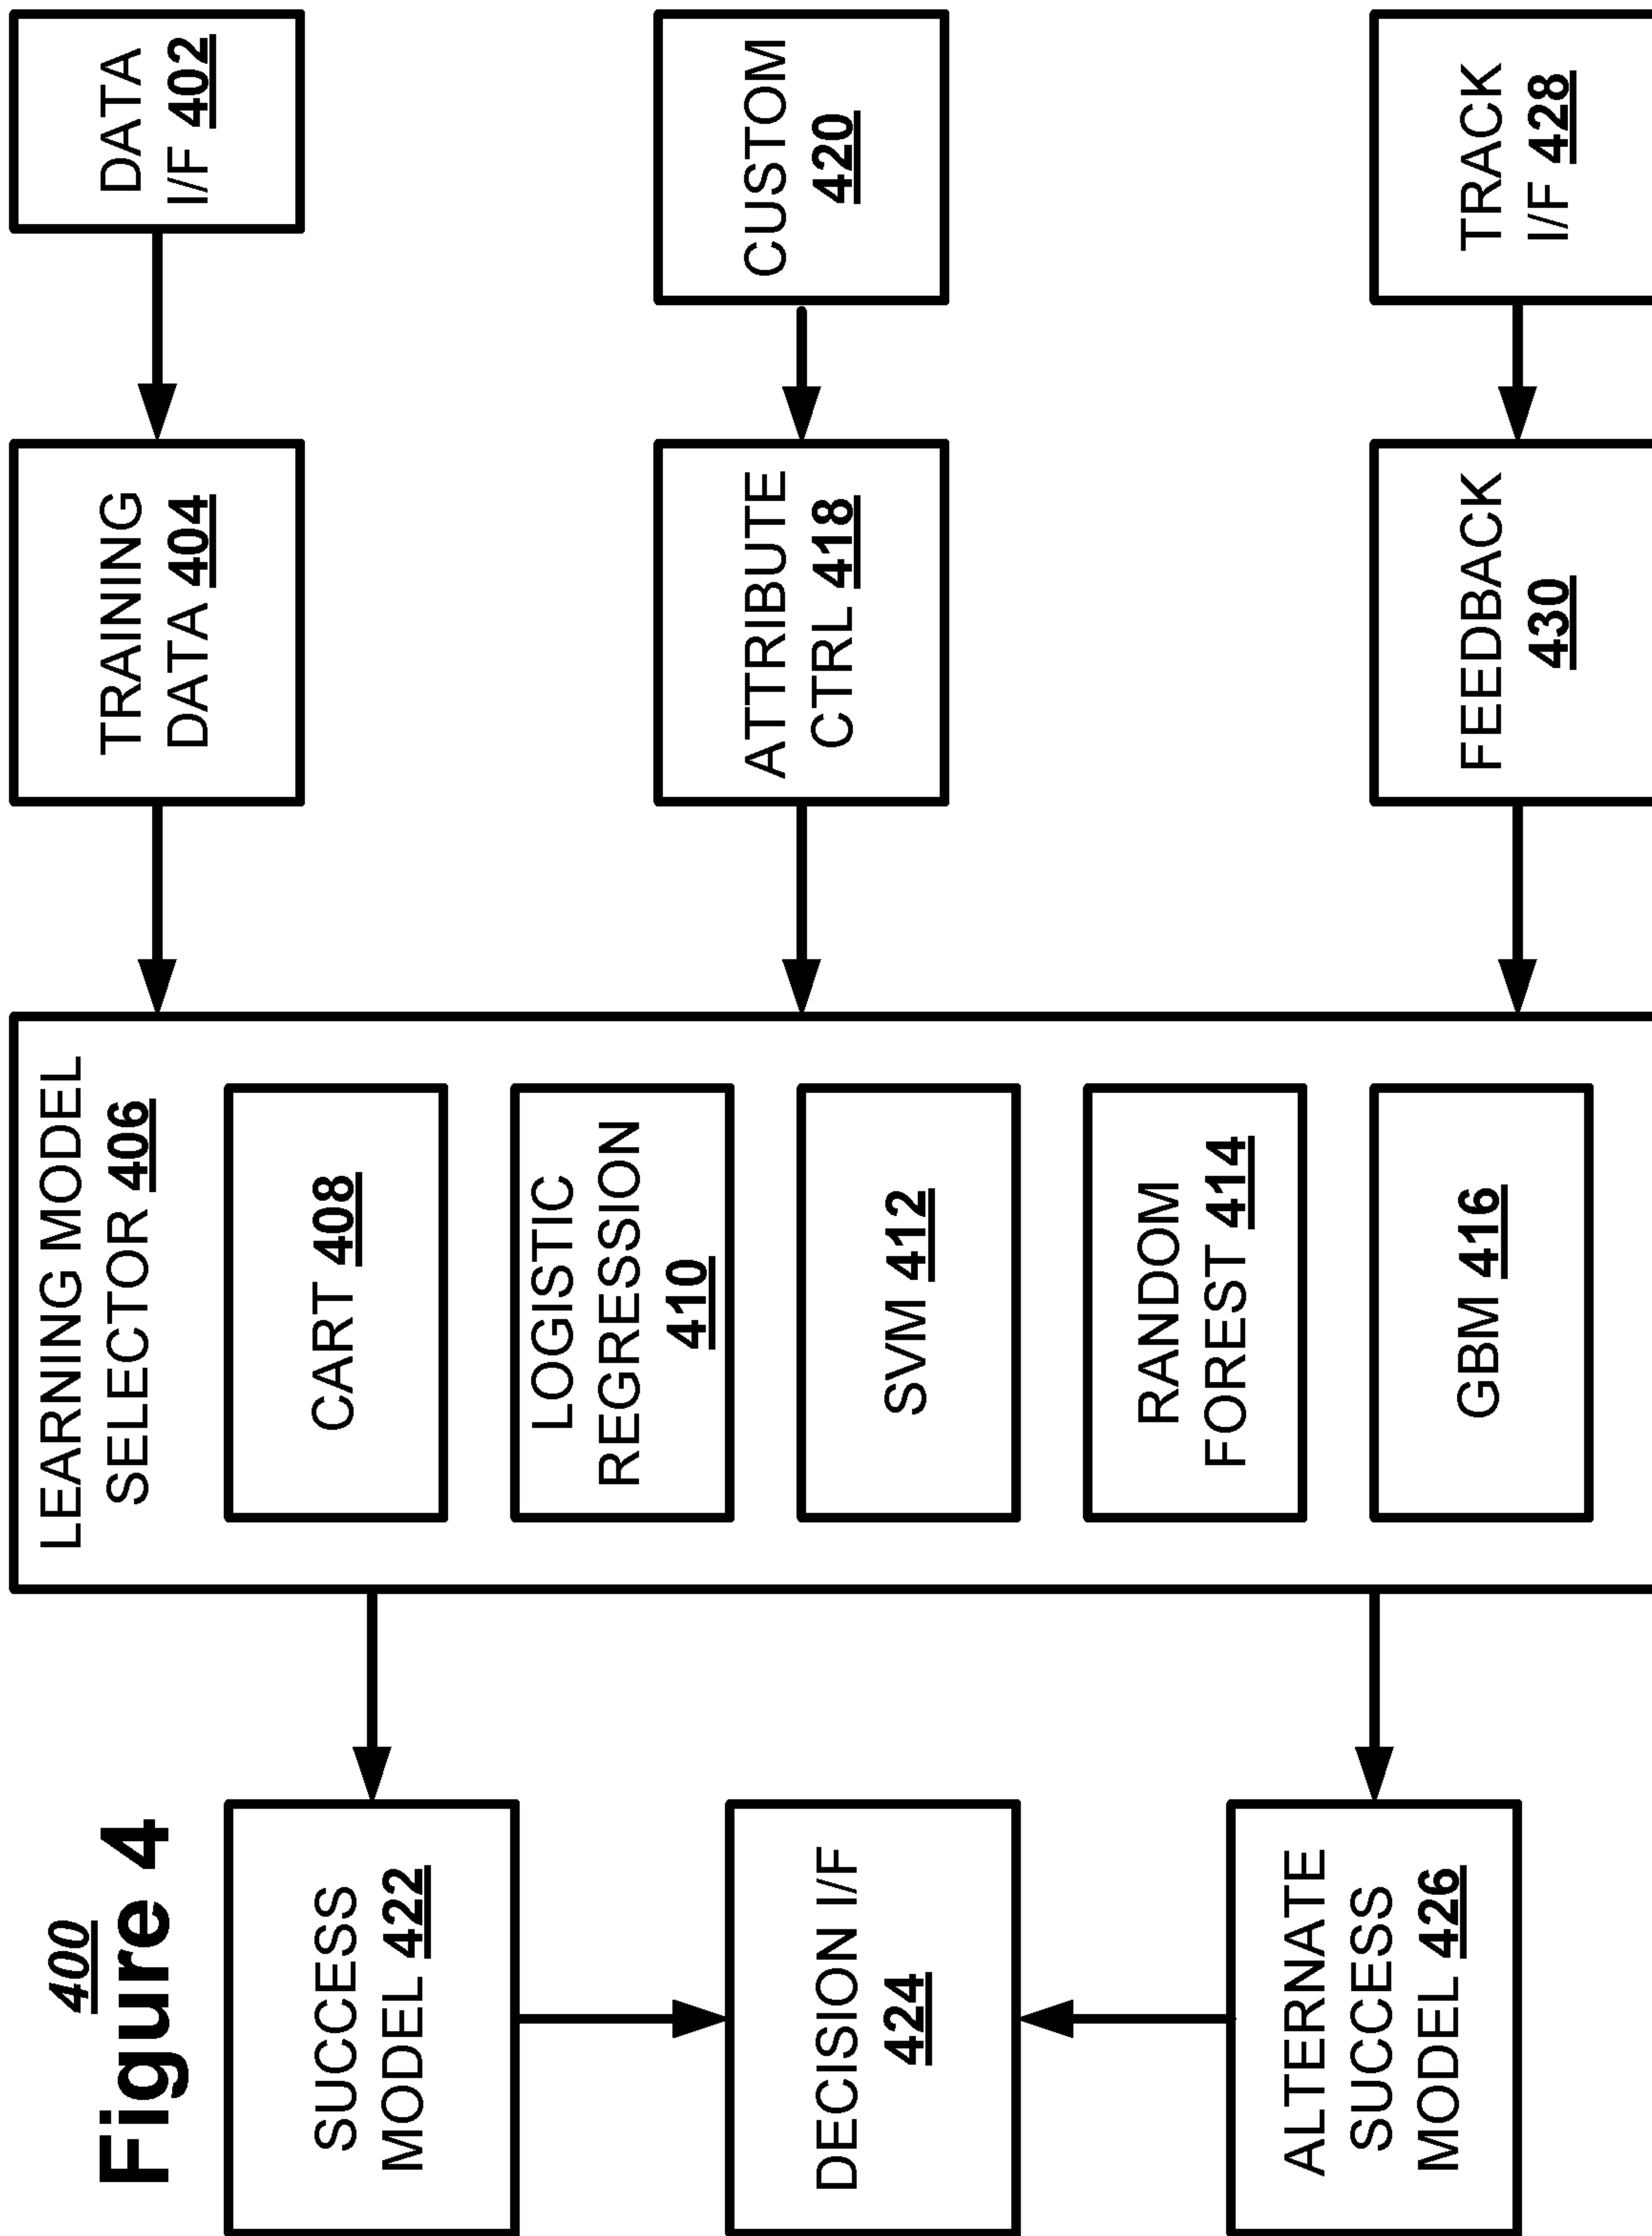 400
Figure 4
DATA
I/F 402
TRAINING
DATA 404
LEARNING MODEL
SELECTOR 406
CART 408
LOGISTIC
REGRESSION
410
SVM 412
RANDOM
FOREST 414
GBM 416
CUSTOM
420
ATTRIBUTE
CTRL 418
TRACK
I/F 428
FEEDBACK
430
SUCCESS
MODEL 422
DECISION I/F
424
ALTERNATE
SUCCESS
MODEL 426